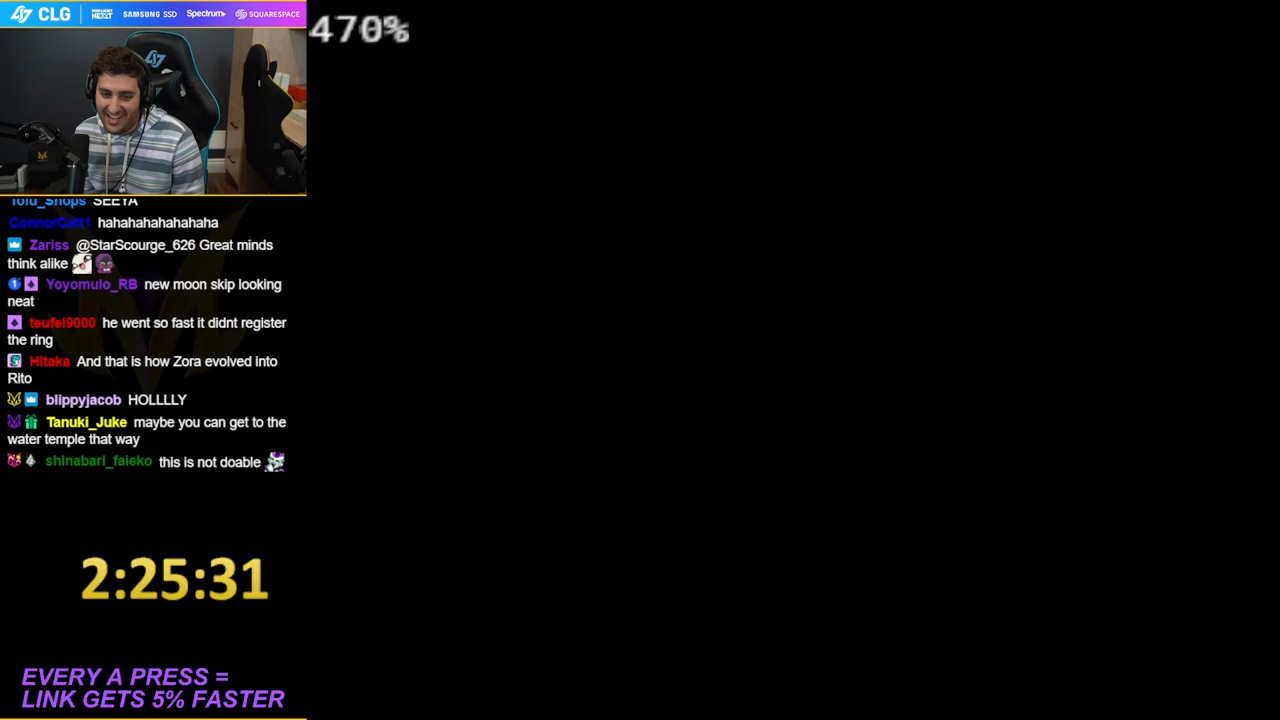 CLG
SAMSUNG SSD
Spectrum
SQUARESPACE
470%
Tofu_Shops SEEYA
hahahahahahahaha
Zariss @StarScourge_626 Great minds
think alike
Yoyomulo_RB new moon skip looking
neat
teufel9000 he went so fast it didnt register
the ring
Hitaka And that is how Zora evolved into
Rito
blippyjacob HOLLLLY
Tanuki_Juke maybe you can get to the
water temple that way
shinabari_faieko this is not doable
2:25:31
EVERY A PRESS =
LINK GETS 5% FASTER